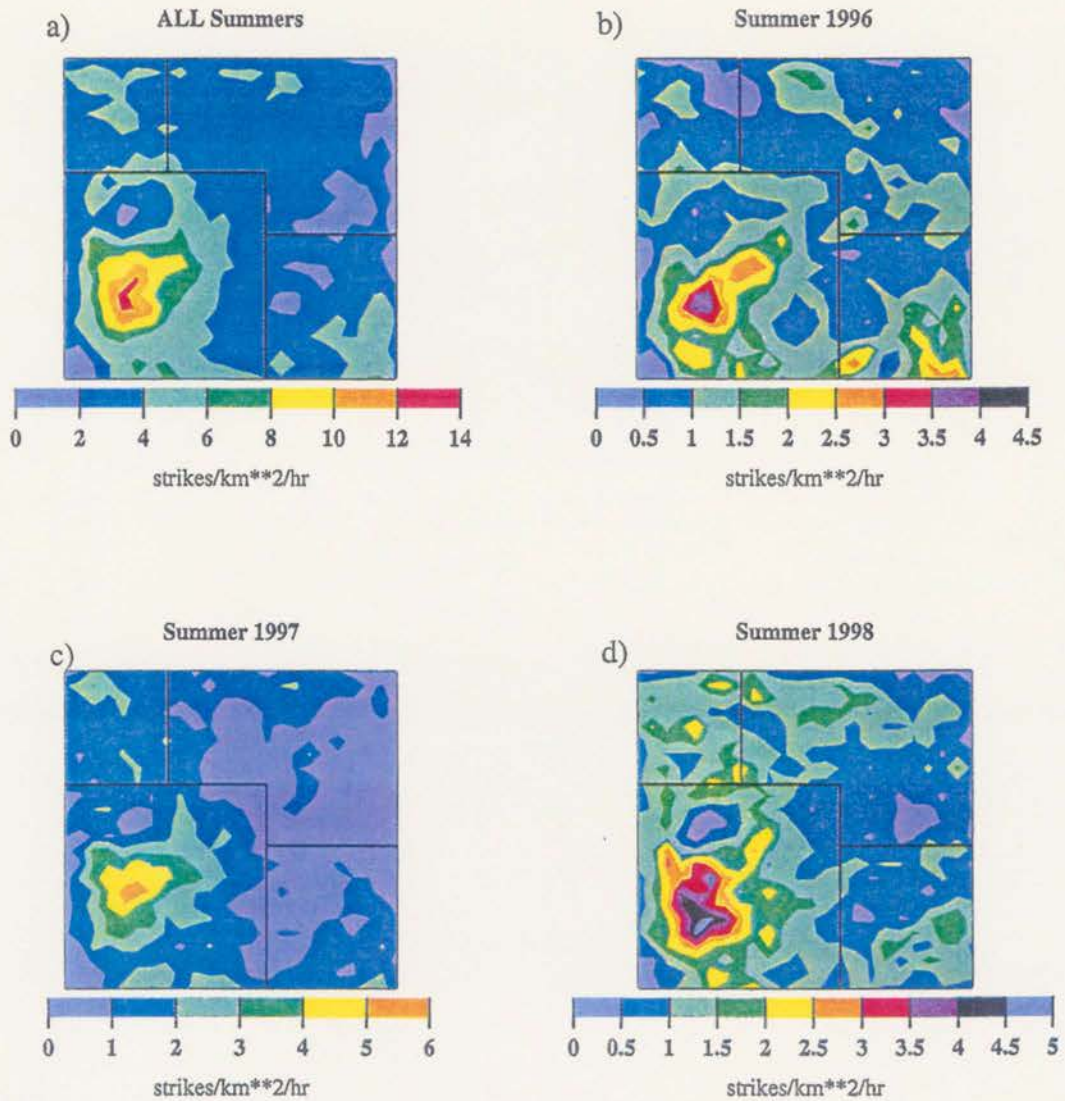 a)
ALL Summers
0 2 4 6 8 10 12 14
strikes/km**2/hr
b)
Summer 1996
0 0.5 1 1.5 2 2.5 3 3.5 4 4.5
strikes/km**2/hr
c)
Summer 1997
0 1 2 3 4 5 6
strikes/km**2/hr
d)
Summer 1998
0 0.5 1 1.5 2 2.5 3 3.5 4 4.5 5
strikes/km**2/hr